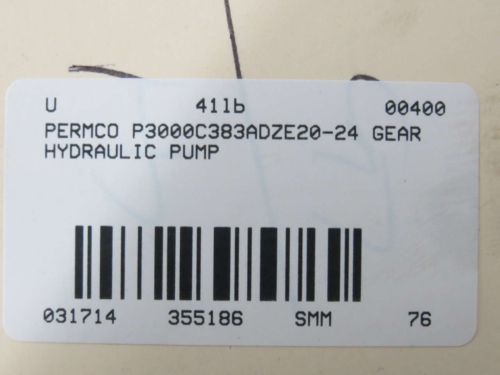 U 41lb 00400
PERMCO P3000C383ADZE20-24 GEAR
HYDRAULIC PUMP
031714 355186 SMM 76